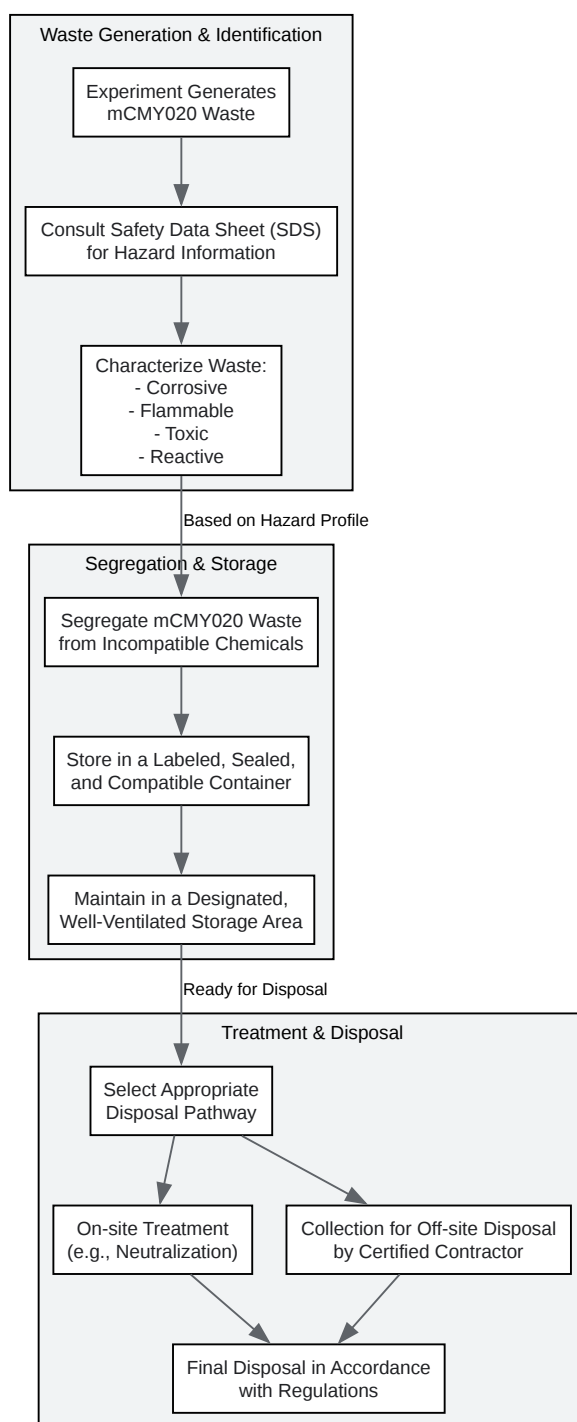 Waste Generation & Identification
Experiment Generates
mCMY020 Waste
Consult Safety Data Sheet (SDS)
for Hazard Information
Characterize Waste:
- Corrosive
- Flammable
- Toxic
- Reactive
Based on Hazard Profile
Segregation & Storage
Segregate mCMY020 Waste
from Incompatible Chemicals
Store in a Labeled, Sealed,
and Compatible Container
Maintain in a Designated,
Well-Ventilated Storage Area
Ready for Disposal
Treatment & Disposal
Select Appropriate
Disposal Pathway
On-site Treatment
(e.g., Neutralization)
Collection for Off-site Disposal
by Certified Contractor
Final Disposal in Accordance
with Regulations